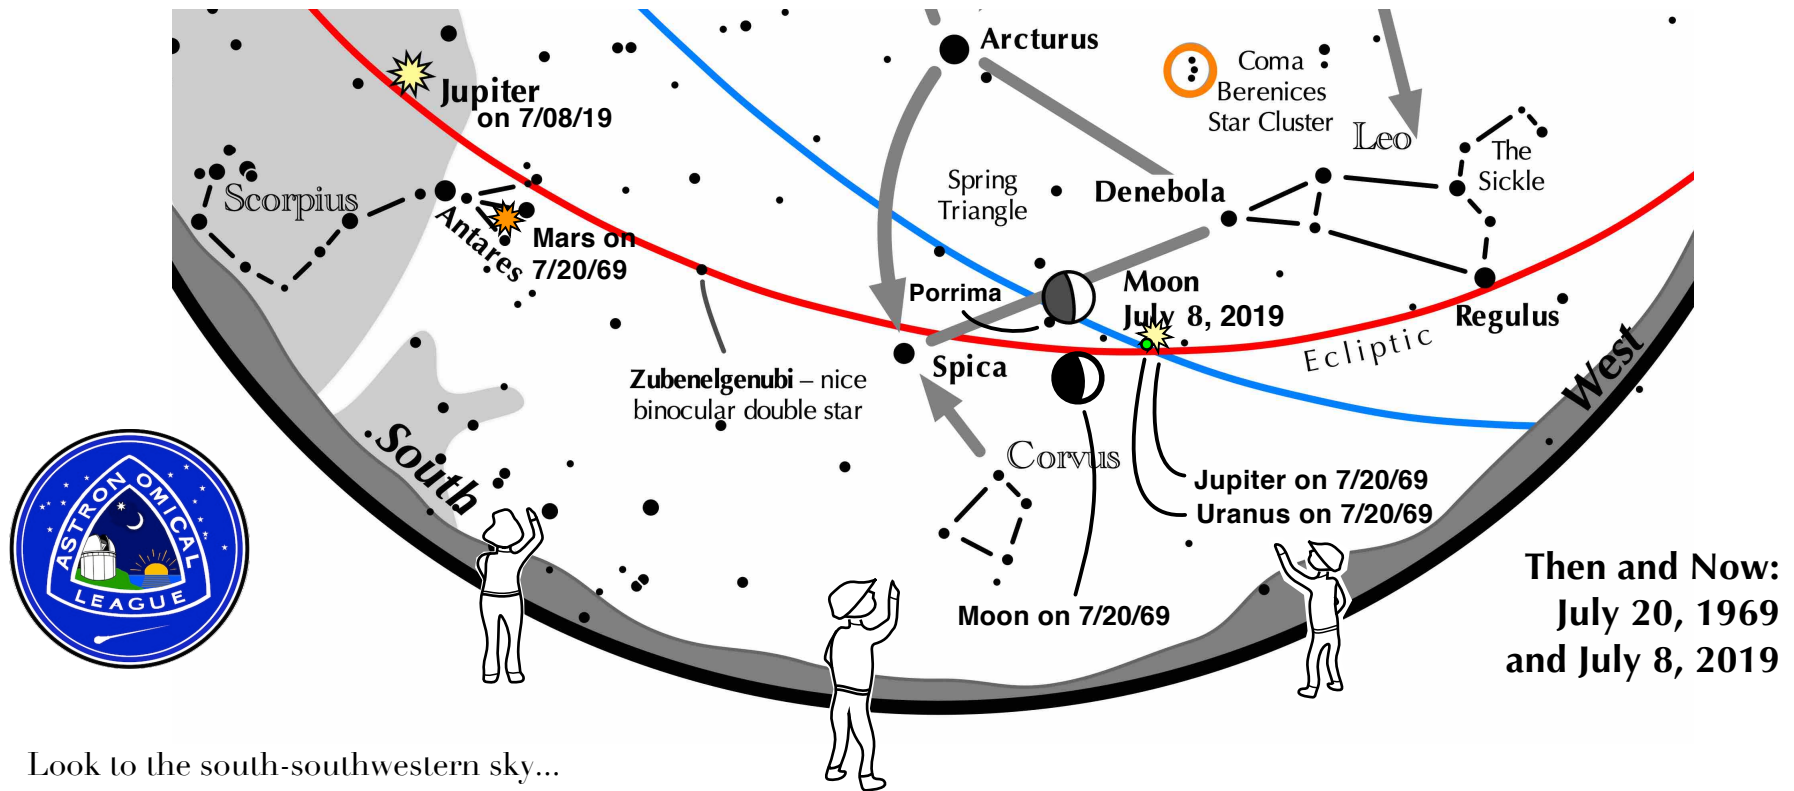 Arcturus
Jupiter
on 7/08/19
Coma
Berenices
Star Cluster
Leo
The
Sickle
Scorpius
Antares
Mars on
7/20/69
Spring
Triangle
Denebola
Porrima
Moon
July 8, 2019
Regulus
Ecliptic
West
Spica
Zubenelgenubi – nice
binocular double star
South
Corvus
Jupiter on 7/20/69
Uranus on 7/20/69
Moon on 7/20/69
ASTRONOMICAL
LEAGUE
Then and Now:
July 20, 1969
and July 8, 2019
Look to the south-southwestern sky...